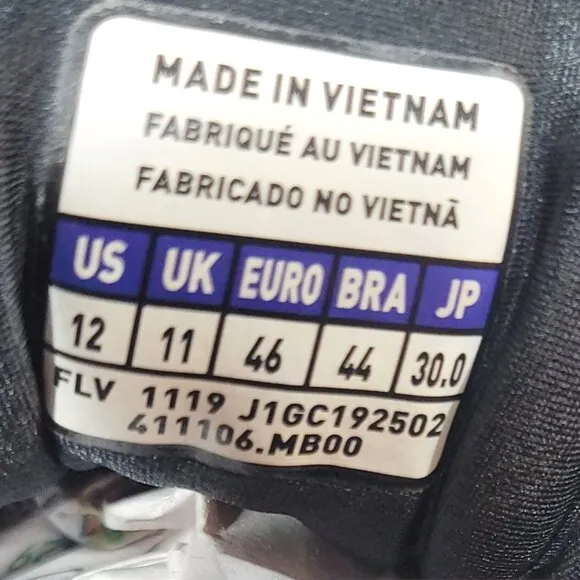 MADE IN VIETNAM
FABRIQUÉ AU VIETNAM
FABRICADO NO VIETNÃ
US UK EURO BRA JP
12 11 46 44 30.0
FLV 1119 J1GC192502
411106.MB00